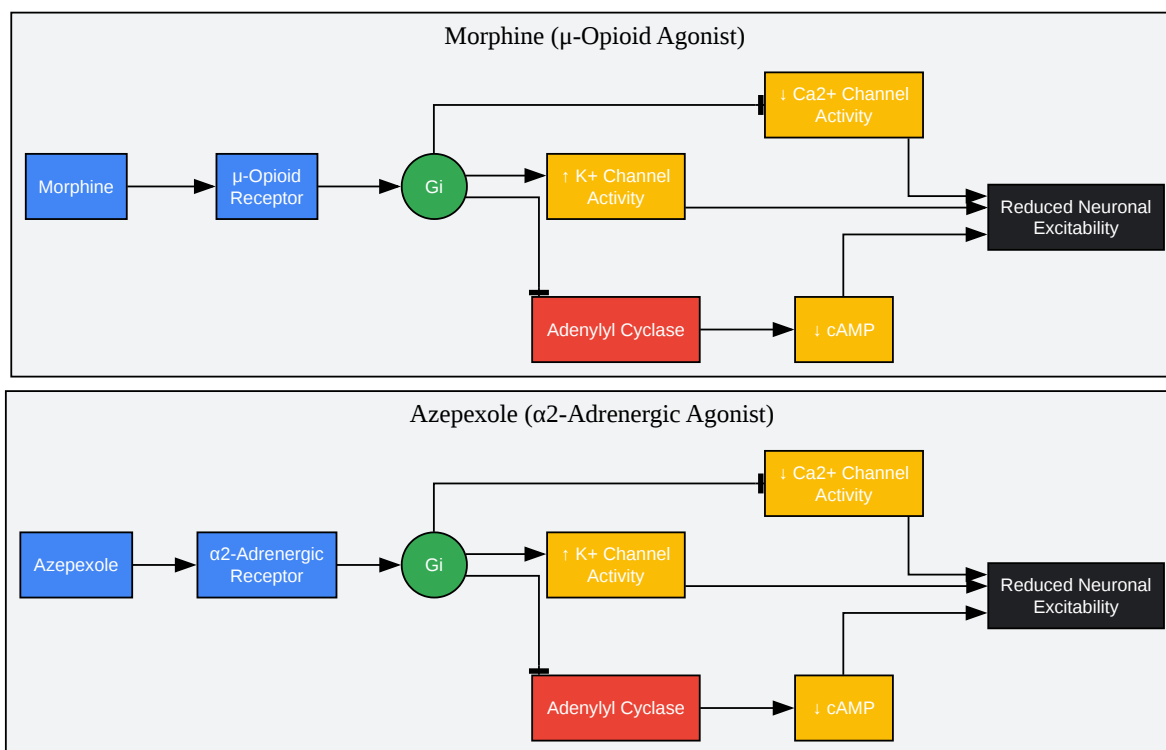 Morphine (μ-Opioid Agonist)
↓ Ca2+ Channel
Activity
Morphine
μ-Opioid
Receptor
Gi
↑ K+ Channel
Activity
Reduced Neuronal
Excitability
Adenylyl Cyclase
↓ cAMP
Azepexole (α2-Adrenergic Agonist)
↓ Ca2+ Channel
Activity
Azepexole
α2-Adrenergic
Receptor
Gi
↑ K+ Channel
Activity
Reduced Neuronal
Excitability
Adenylyl Cyclase
↓ cAMP